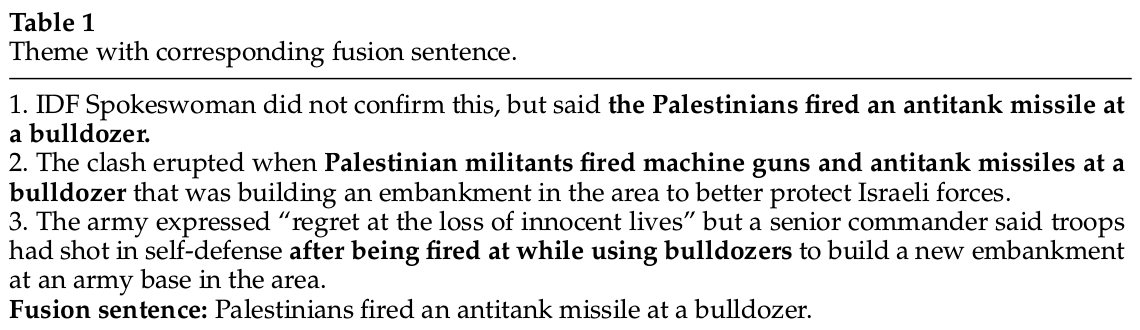 Table 1
Theme with corresponding fusion sentence.
1. IDF Spokeswoman did not confirm this, but said the Palestinians fired an antitank missile at
a bulldozer.
2. The clash erupted when Palestinian militants fired machine guns and antitank missiles at a
bulldozer that was building an embankment in the area to better protect Israeli forces.
3. The army expressed “regret at the loss of innocent lives” but a senior commander said troops
had shot in self-defense after being fired at while using bulldozers to build a new embankment
at an army base in the area.
Fusion sentence: Palestinians fired an antitank missile at a bulldozer.